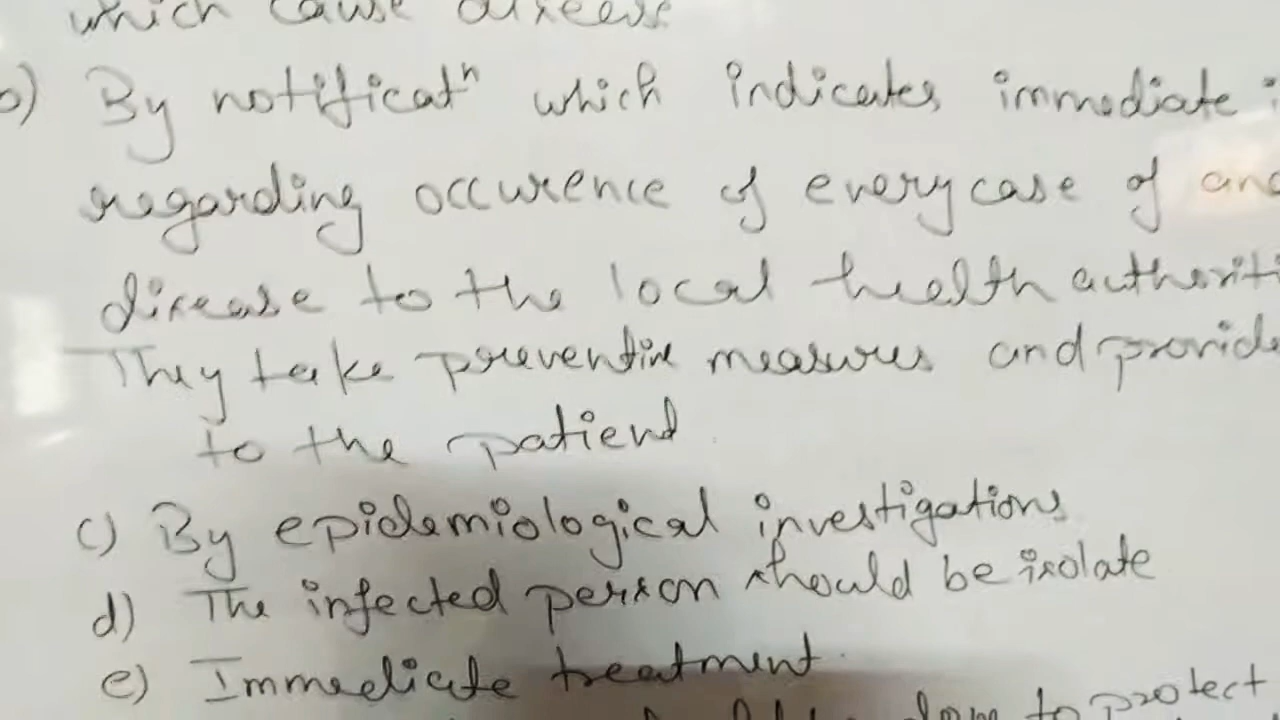 which cause disease
b) By notificatⁿ which indicates immediate
regarding occurence of every case of
disease to the local health
They take preventive measures and provide
to the patient
c) By epidemiological investigations
d) The infected person should be isolate
e) Immediate treatment
to protect